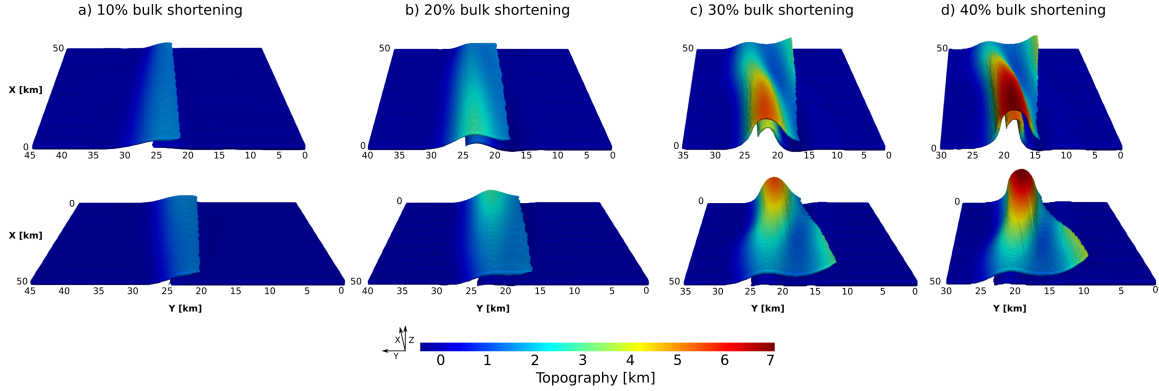 a) 10% bulk shortening b) 20% bulk shortening c) 30% bulk shortening d) 40% bulk shortening
50 50 50 50
X [km]
0 0 0 0
45 40 35 30 25 20 15 10 5 0 40 35 30 25 20 15 10 5 0 35 30 25 20 15 10 5 0 30 25 20 15 10 5 0
0 0 0 0
X [km]
50 50 50 50
45 40 35 30 25 20 15 10 5 0 40 35 30 25 20 15 10 5 0 35 30 25 20 15 10 5 0 30 25 20 15 10 5 0
Y [km] Y [km] Y [km] Y [km]
X Z
Y
0 1 2 3 4 5 6 7
Topography [km]